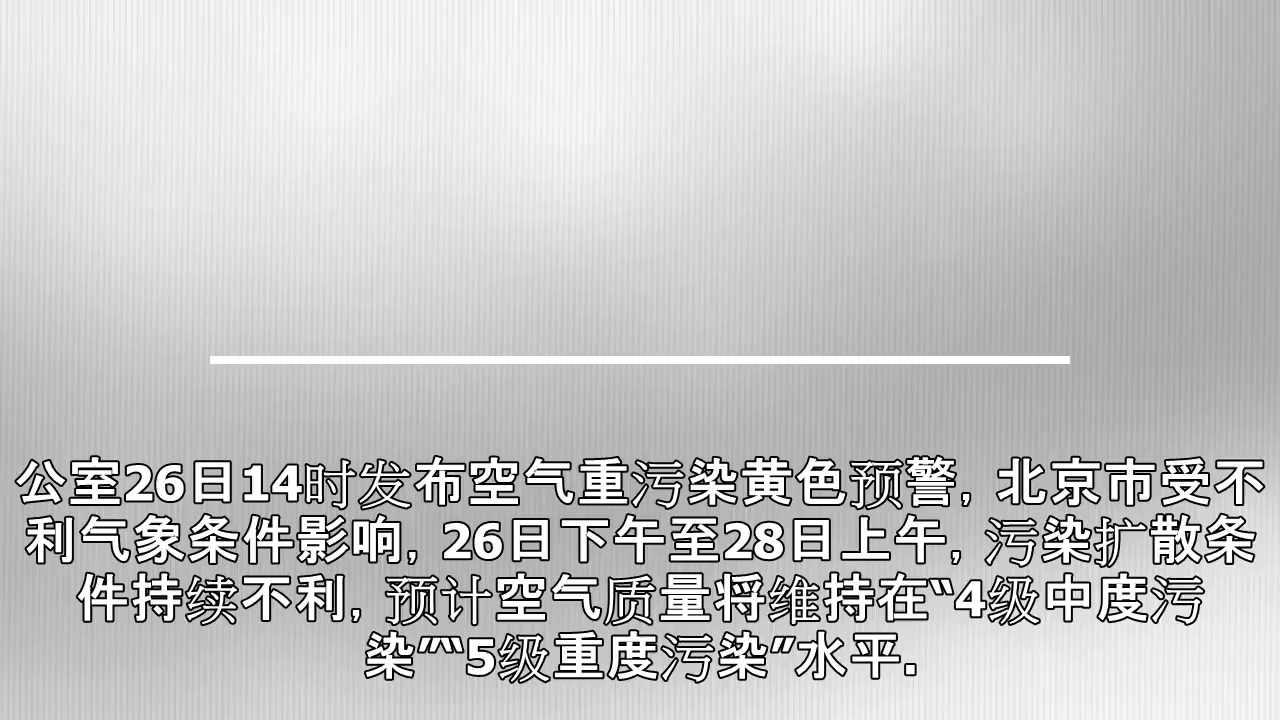 公室26日14时发布空气重污染黄色预警, 北京市受不
利气象条件影响, 26日下午至28日上午, 污染扩散条
件持续不利, 预计空气质量将维持在“4级中度污
染”“5级重度污染”水平.